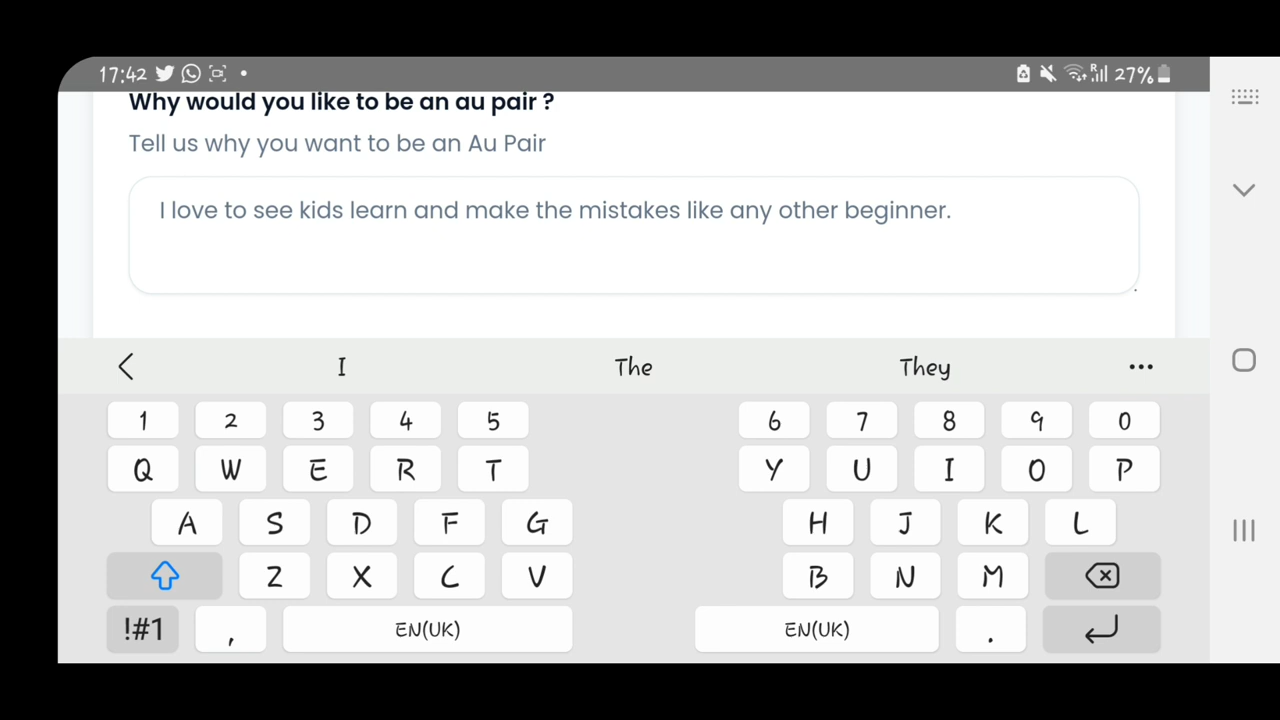 17:42 R 27%
Why would you like to be an au pair ?
Tell us why you want to be an Au Pair
I love to see kids learn and make the mistakes like any other beginner.
I The They
1 2 3 4 5 6 7 8 9 0
Q W E R T Y U I O P
A S D F G H J K L
Z X C V B N M
!#1 , EN(UK) EN(UK) .